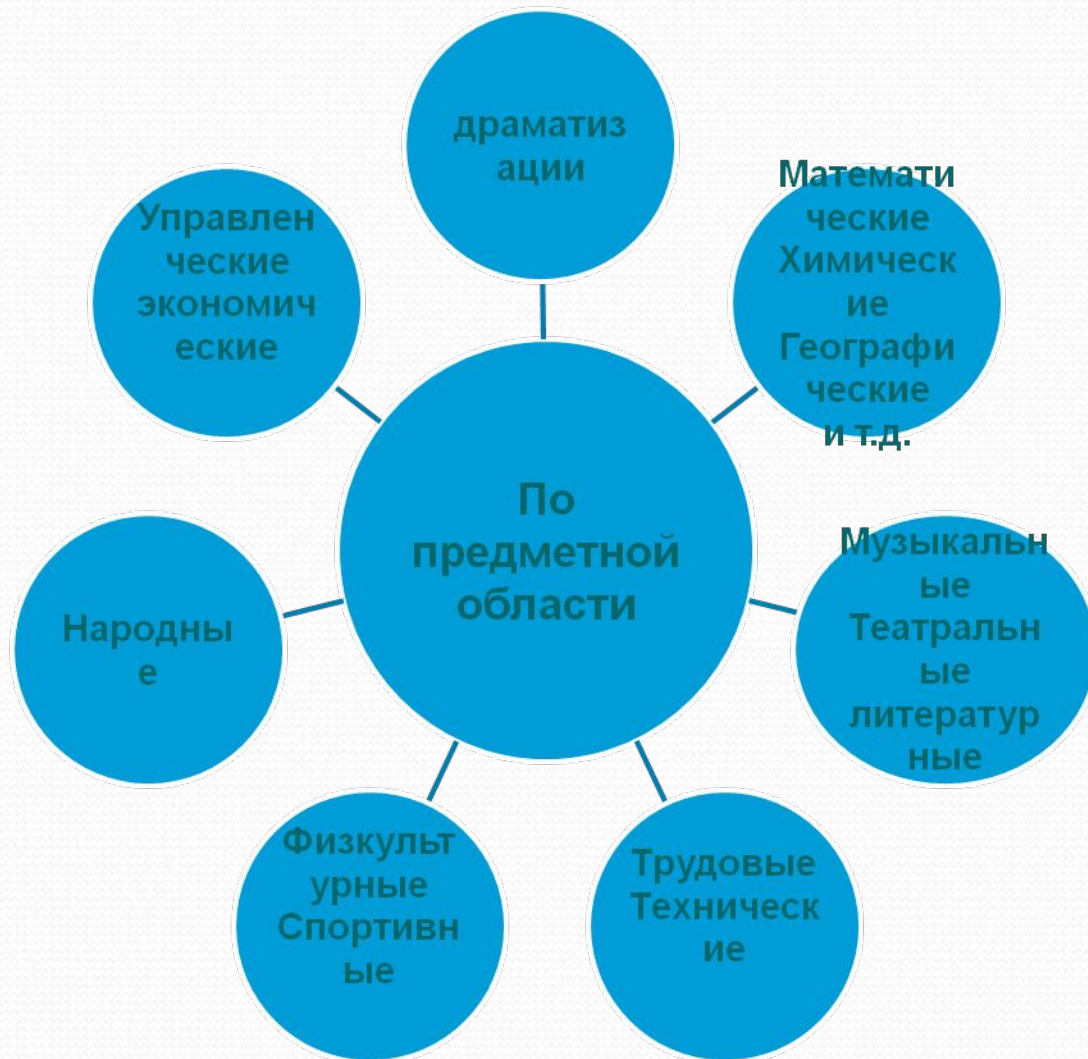 драматиз
ации
Математи
ческие
Химическ
ие
Географи
ческие
и т.д.
Музыкальн
ые
Театральн
ые
литератур
ные
Трудовые
Техническ
ие
Физкульт
урные
Спортивн
ые
Народны
е
Управлен
ческие
экономич
еские
По
предметной
области